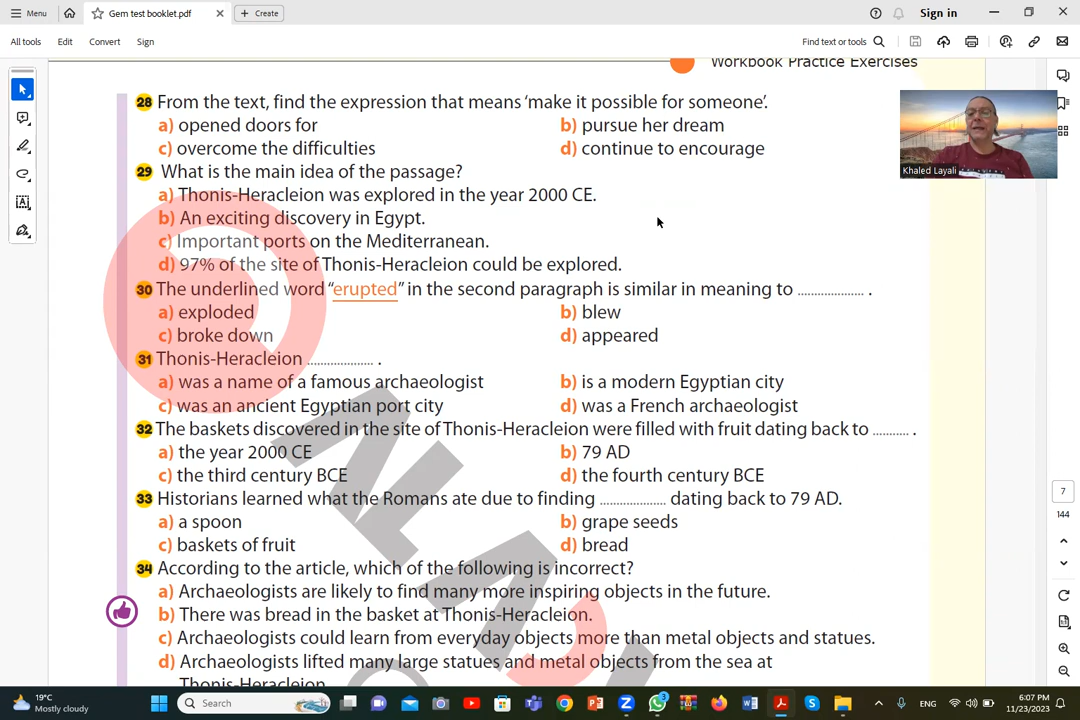 Menu
Gem test booklet.pdf
Create
Sign in
All tools Edit Convert Sign
Find text or tools
Workbook Practice Exercises
28 From the text, find the expression that means ‘make it possible for someone’.
a) opened doors for b) pursue her dream
c) overcome the difficulties d) continue to encourage
29 What is the main idea of the passage?
a) Thonis-Heracleion was explored in the year 2000 CE.
b) An exciting discovery in Egypt.
c) Important ports on the Mediterranean.
d) 97% of the site of Thonis-Heracleion could be explored.
30 The underlined word “erupted” in the second paragraph is similar in meaning to .................... .
a) exploded b) blew
c) broke down d) appeared
31 Thonis-Heracleion .................... .
a) was a name of a famous archaeologist b) is a modern Egyptian city
c) was an ancient Egyptian port city d) was a French archaeologist
32 The baskets discovered in the site of Thonis-Heracleion were filled with fruit dating back to ........... .
a) the year 2000 CE b) 79 AD
c) the third century BCE d) the fourth century BCE
33 Historians learned what the Romans ate due to finding .................... dating back to 79 AD.
a) a spoon b) grape seeds
c) baskets of fruit d) bread
34 According to the article, which of the following is incorrect?
a) Archaeologists are likely to find many more inspiring objects in the future.
b) There was bread in the basket at Thonis-Heracleion.
c) Archaeologists could learn from everyday objects more than metal objects and statues.
d) Archaeologists lifted many large statues and metal objects from the sea at
Thonis-Heracleion.
Khaled Layali
7
144
19°C
Mostly cloudy
Search
3
ENG
6:07 PM
11/23/2023